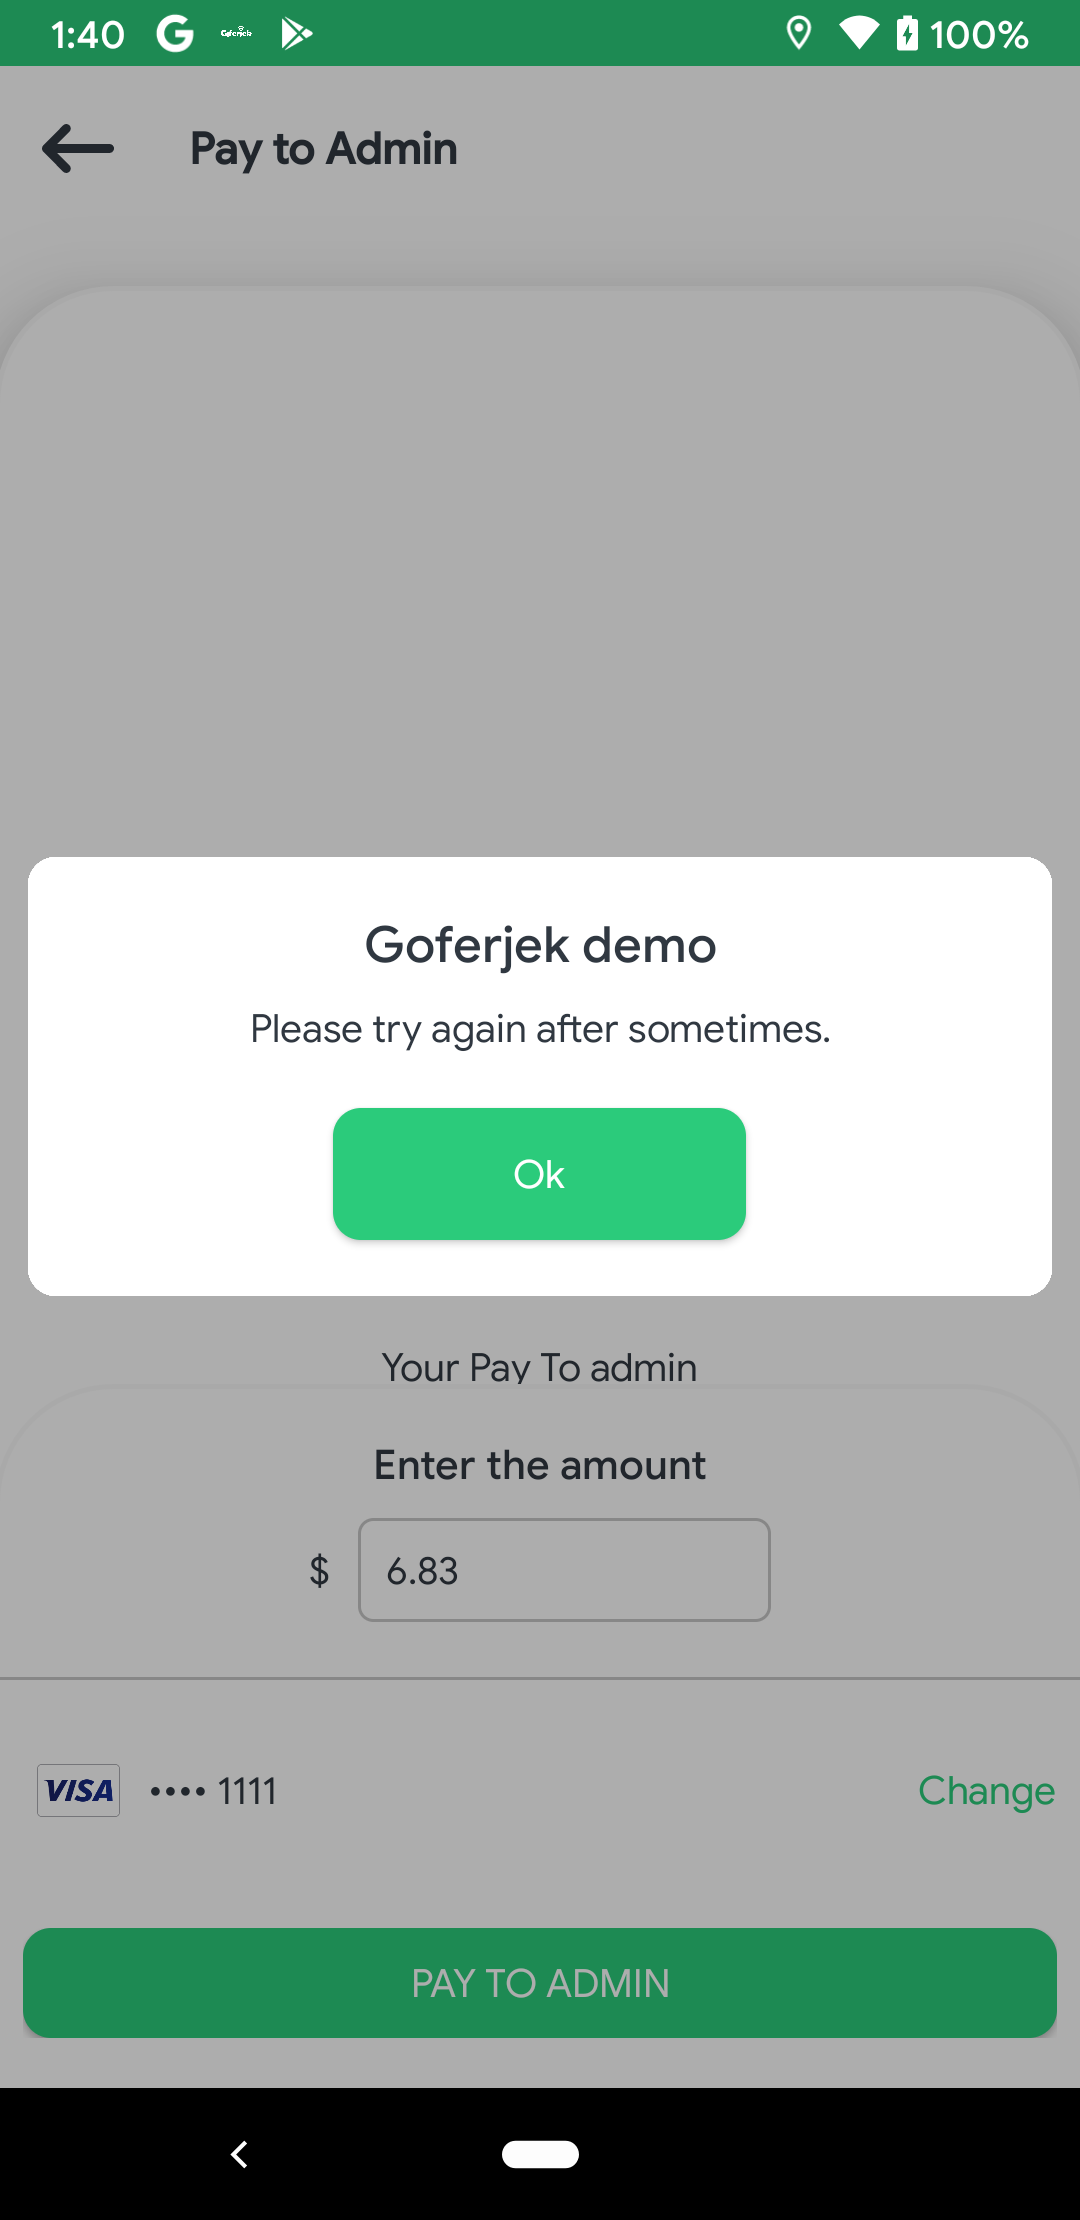 1:40
100%
Pay to Admin
Goferjek demo
Please try again after sometimes.
Ok
Your Pay To admin
Enter the amount
$ 6.83
VISA •••• 1111 Change
PAY TO ADMIN